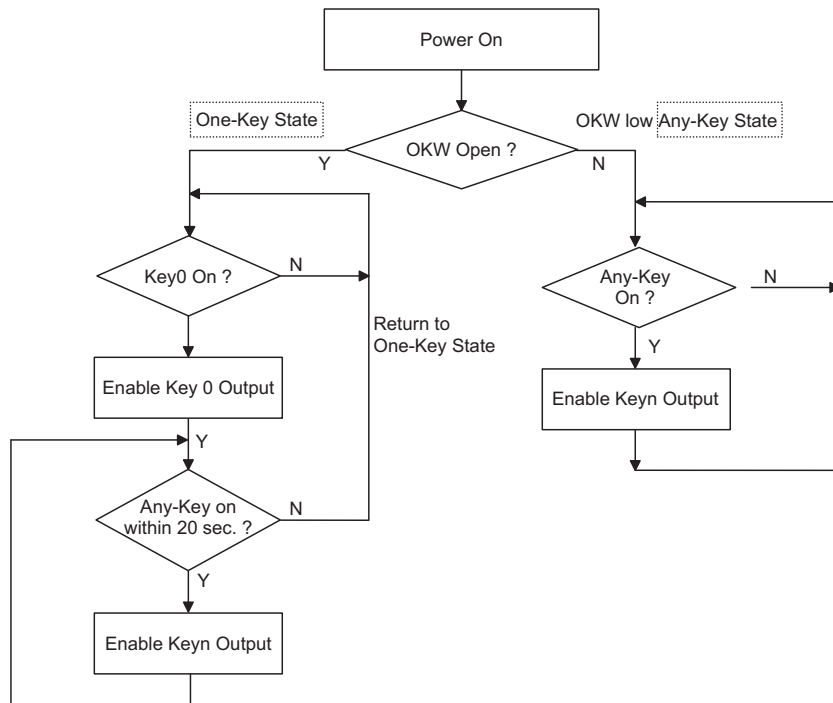 Power On
One-Key State
OKW low Any-Key State
OKW Open ?
Y
N
Key0 On ?
N
Any-Key
On ?
N
Return to
One-Key State
Y
Enable Key 0 Output
Enable Keyn Output
Y
Any-Key on
within 20 sec. ?
N
Y
Enable Keyn Output